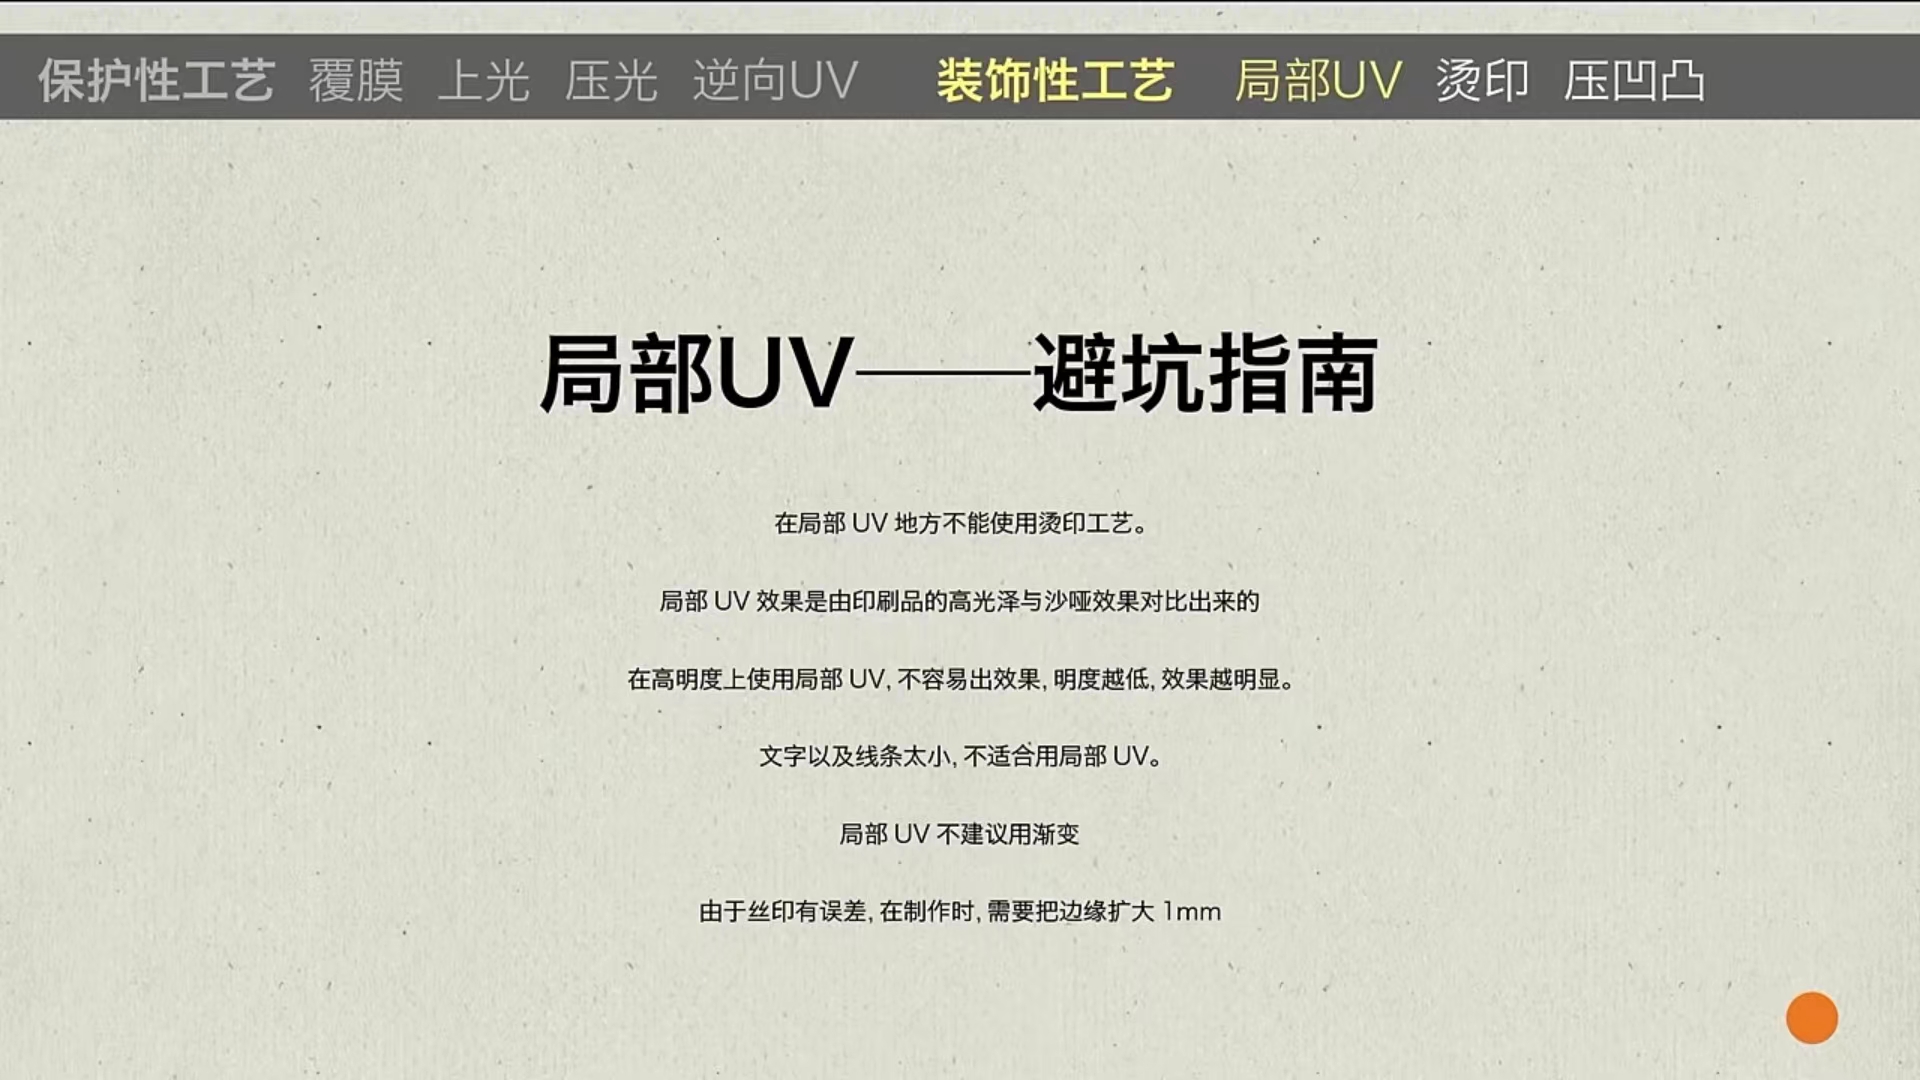 保护性工艺 覆膜 上光 压光 逆向UV 装饰性工艺 局部UV 烫印 压凹凸
局部UV——避坑指南
在局部 UV 地方不能使用烫印工艺。
局部 UV 效果是由印刷品的高光泽与沙哑效果对比出来的
在高明度上使用局部 UV, 不容易出效果, 明度越低, 效果越明显。
文字以及线条太小, 不适合用局部 UV。
局部 UV 不建议用渐变
由于丝印有误差, 在制作时, 需要把边缘扩大 1mm